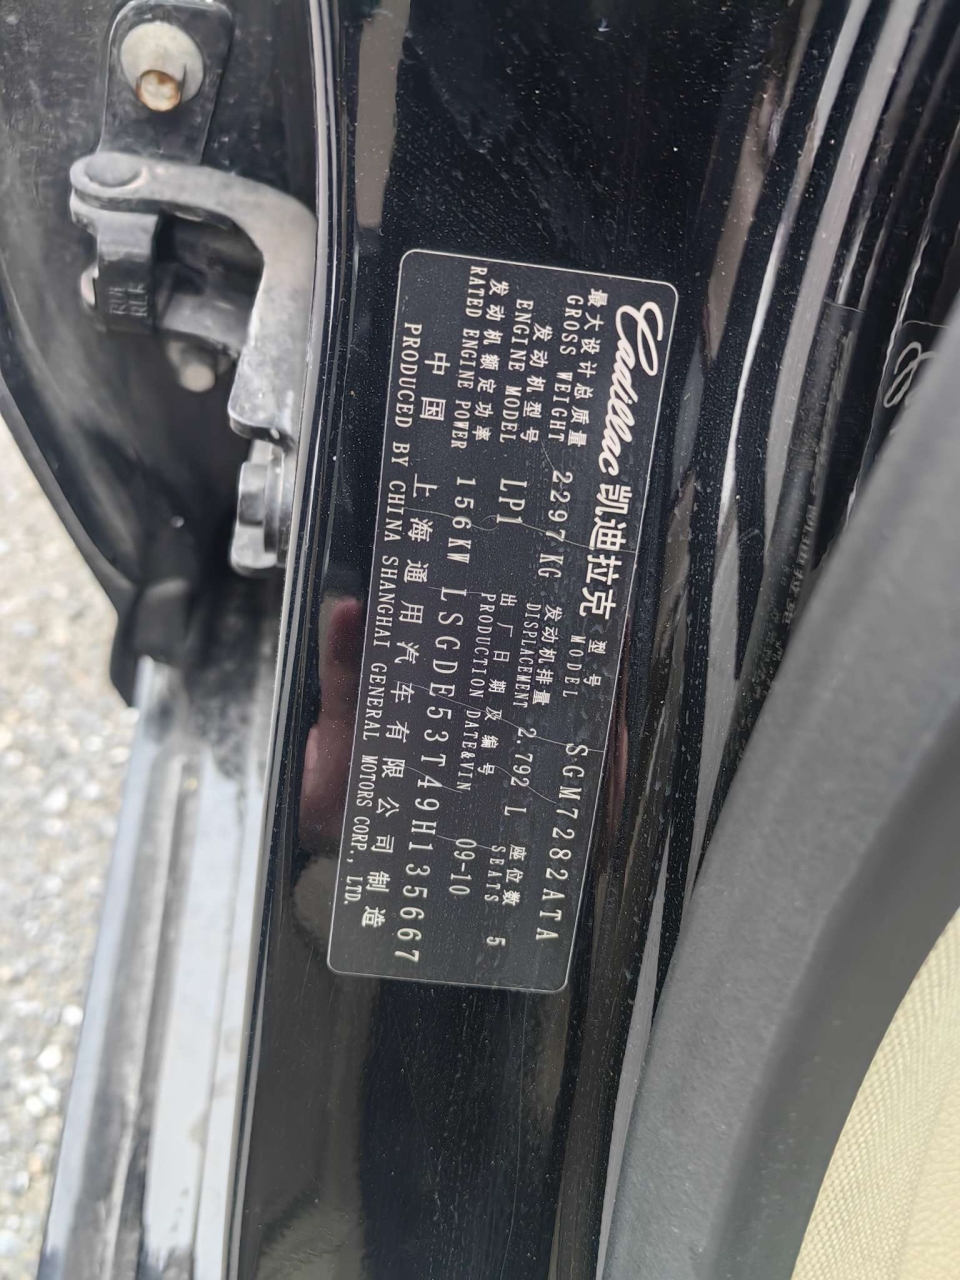 Cadillac 凯迪拉克 型号 MODEL SGM7282ATA
最大设计总质量 GROSS WEIGHT 2297KG 发动机排量 DISPLACEMENT 2.792 L 座位数 SEATS 5
发动机型号 ENGINE MODEL LP1 出厂日期及编号 PRODUCTION DATE&VIN 09-10
发动机额定功率 RATED ENGINE POWER 156KW LSGDE53T49H135667
中国 上海通用汽车有限公司制造
PRODUCED BY CHINA SHANGHAI GENERAL MOTORS CORP., LTD.